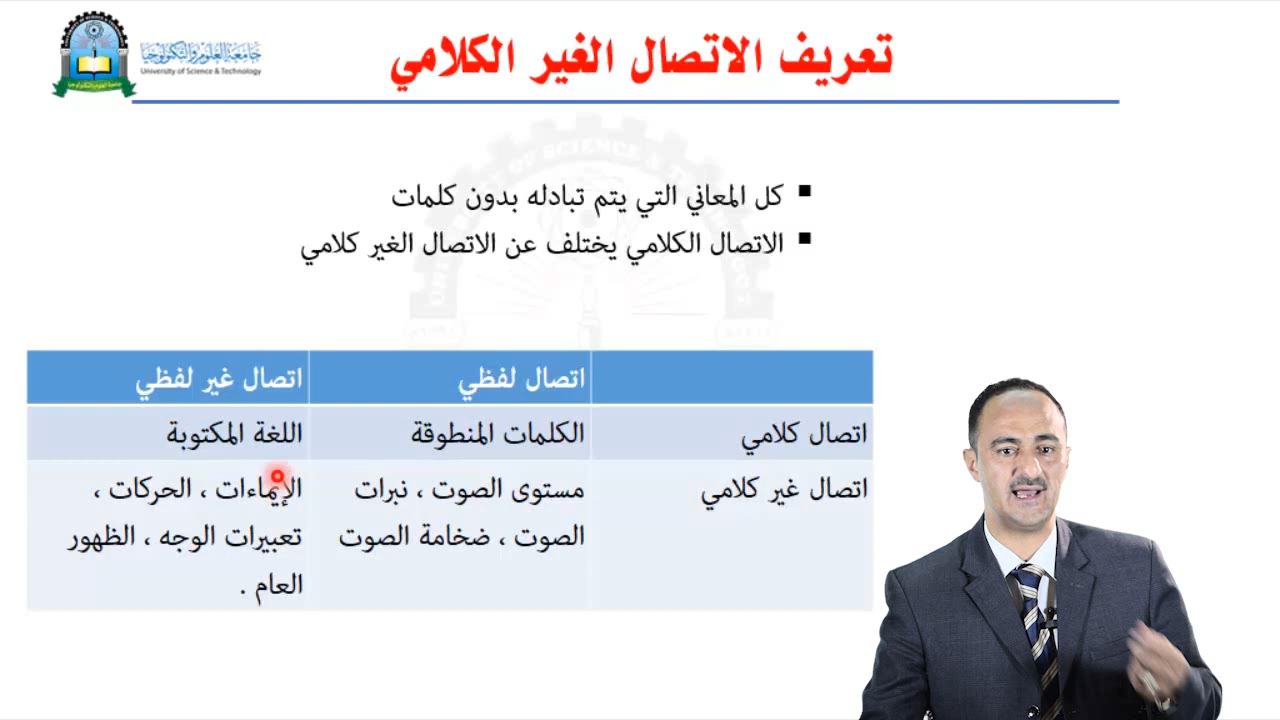 جامعة العلوم والتكنولوجيا
University of Science & Technology
تعريف الاتصال الغير الكلامي
كل المعاني التي يتم تبادله بدون كلمات
الاتصال الكلامي يختلف عن الاتصال الغير كلامي
اتصال لفظي اتصال غير لفظي
اتصال كلامي الكلمات المنطوقة اللغة المكتوبة
اتصال غير كلامي مستوى الصوت ، نبرات الإيماءات ، الحركات ،
الصوت ، ضخامة الصوت تعبيرات الوجه ، الظهور
العام .